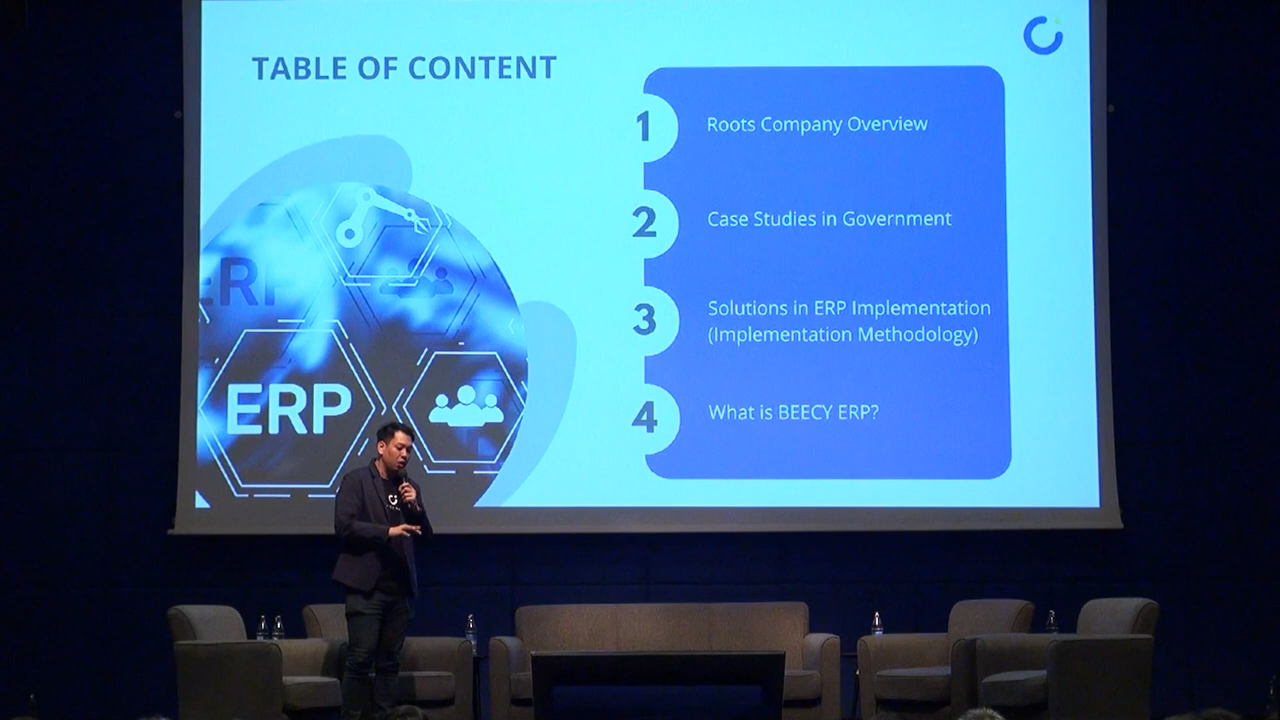 TABLE OF CONTENT
1
Roots Company Overview
2
Case Studies in Government
3
Solutions in ERP Implementation
(Implementation Methodology)
4
What is BEECY ERP?
ERP
ERP